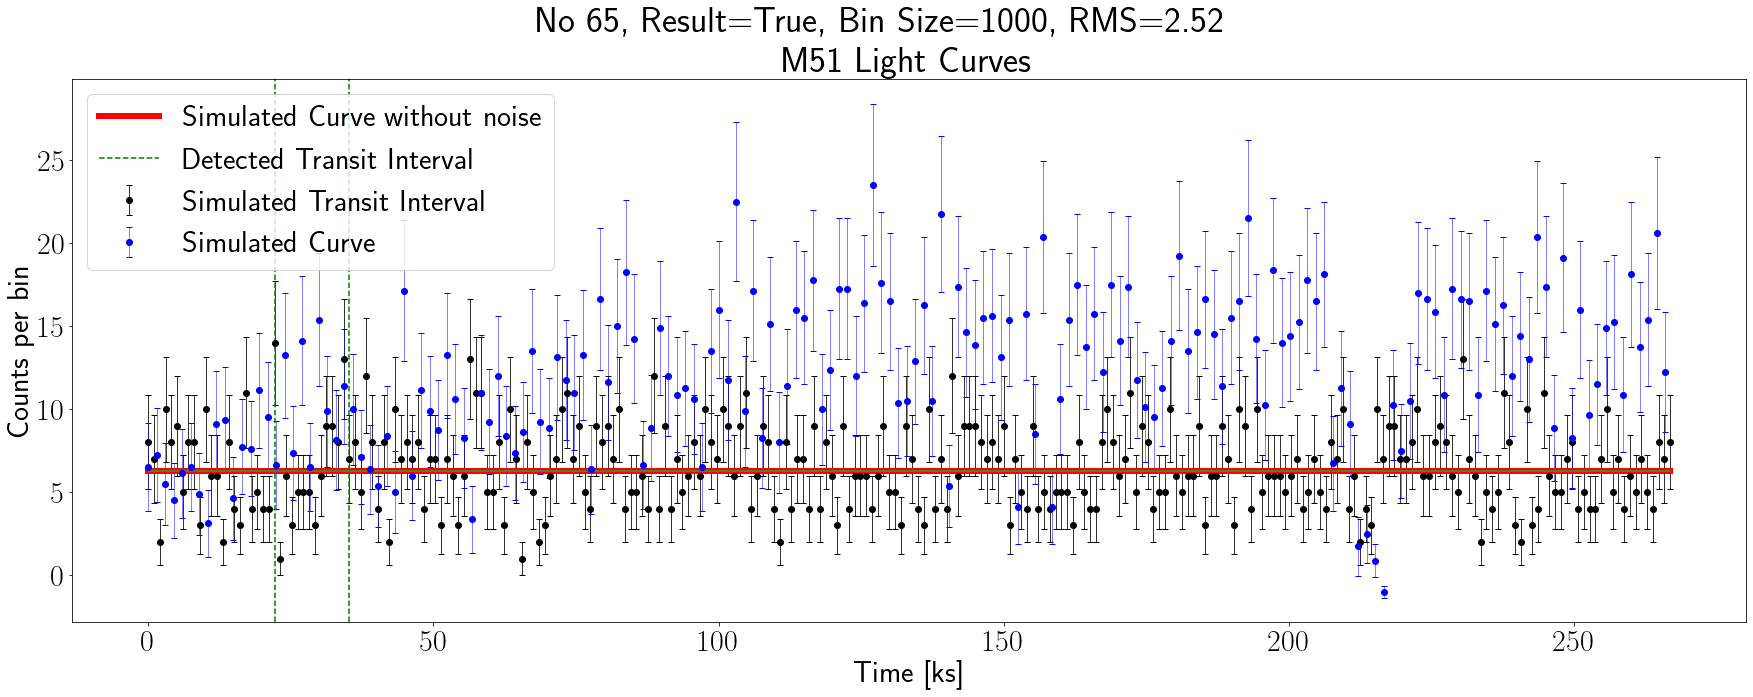 No 65, Result=True, Bin Size=1000, RMS=2.52
M51 Light Curves
Simulated Curve without noise
Detected Transit Interval
Simulated Transit Interval
Simulated Curve
Counts per bin
25
20
15
10
5
0
0 50 100 150 200 250
Time [ks]